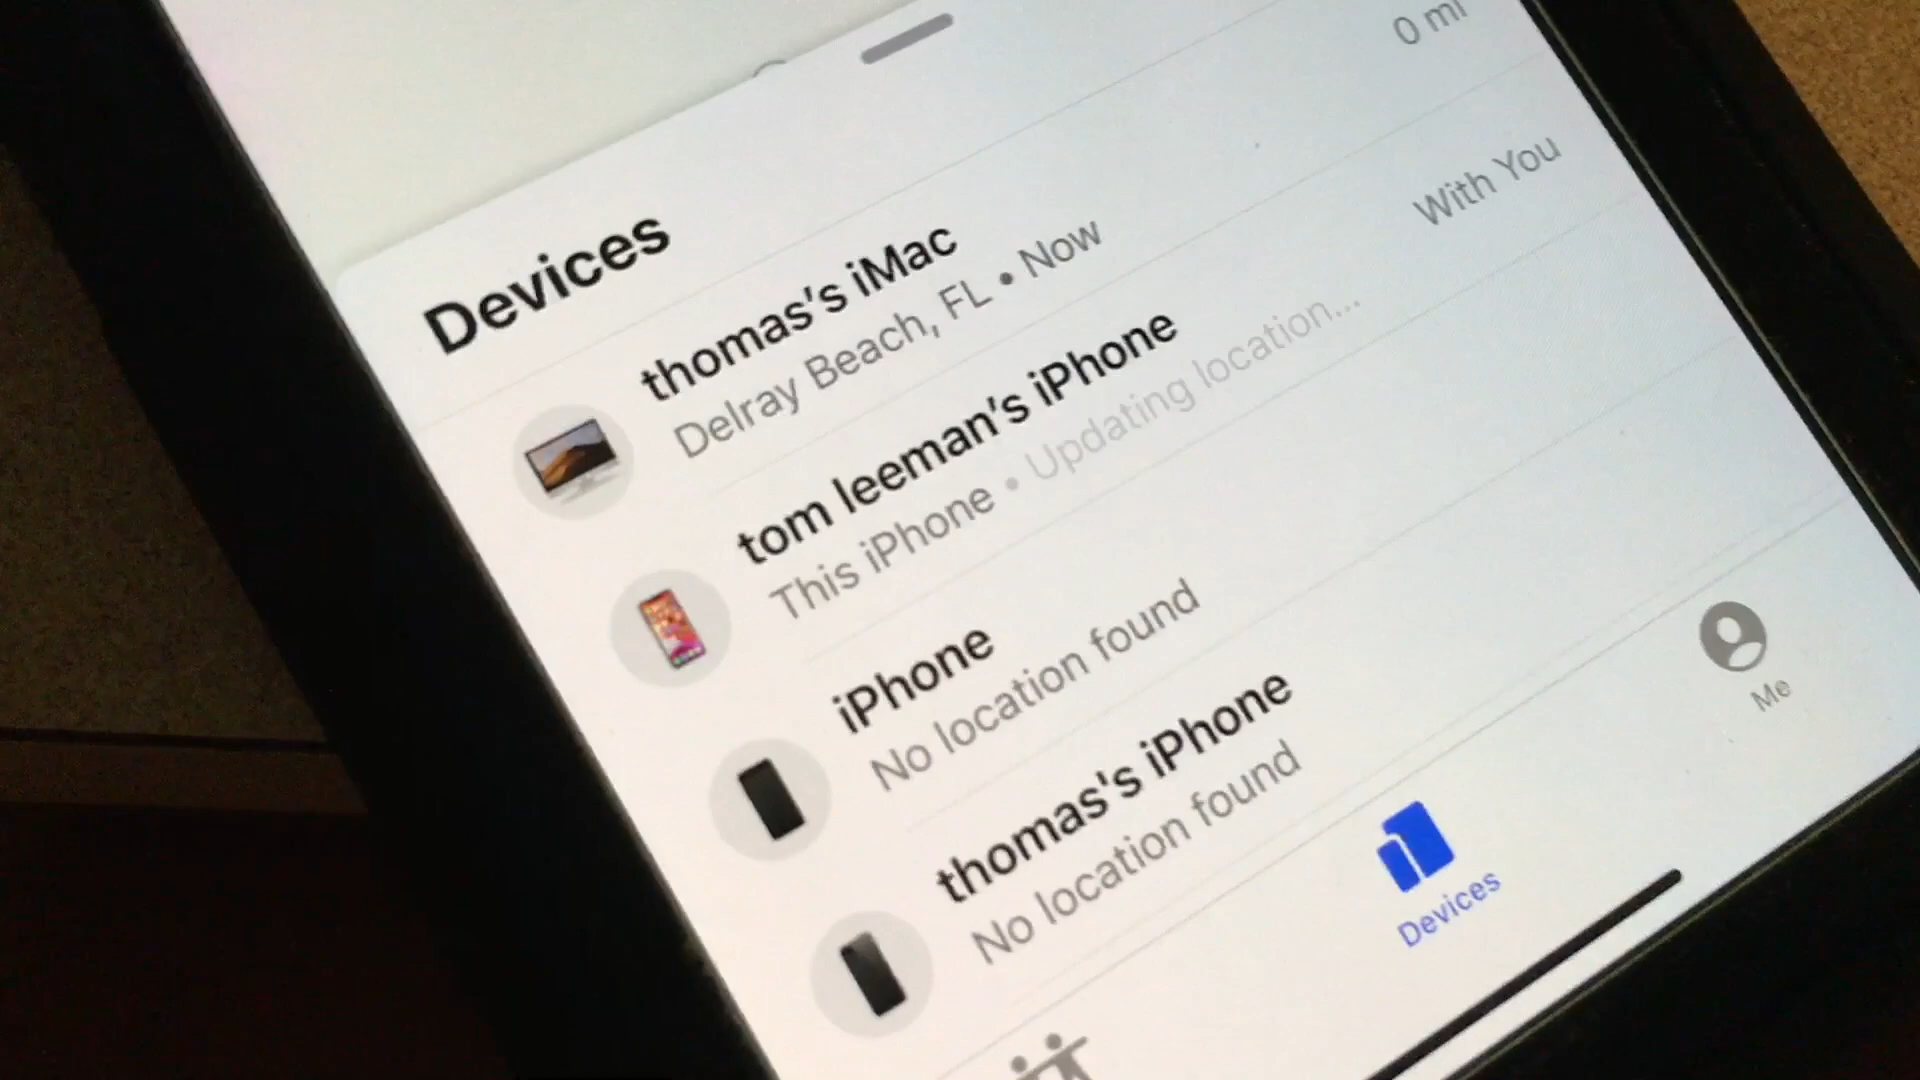 Devices
thomas's iMac
0 mi
Delray Beach, FL • Now
tom leeman's iPhone
With You
This iPhone • Updating location...
iPhone
No location found
thomas's iPhone
No location found
Devices
Me